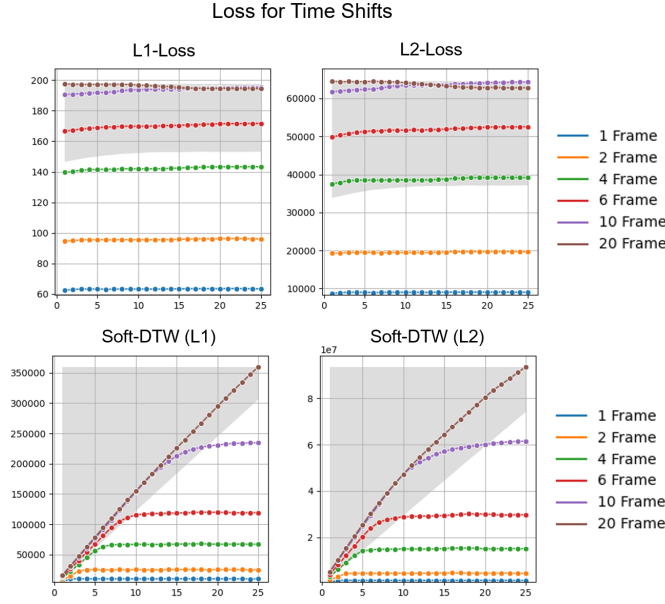 Loss for Time Shifts
L1-Loss
L2-Loss
200
180
160
140
120
100
80
60
0
5
10
15
20
25
60000
50000
40000
30000
20000
10000
0
5
10
15
20
25
1 Frame
2 Frame
4 Frame
6 Frame
10 Frame
20 Frame
Soft-DTW (L1)
Soft-DTW (L2)
350000
300000
250000
200000
150000
100000
50000
0
5
10
15
20
25
1e7
8
6
4
2
0
5
10
15
20
25
1 Frame
2 Frame
4 Frame
6 Frame
10 Frame
20 Frame